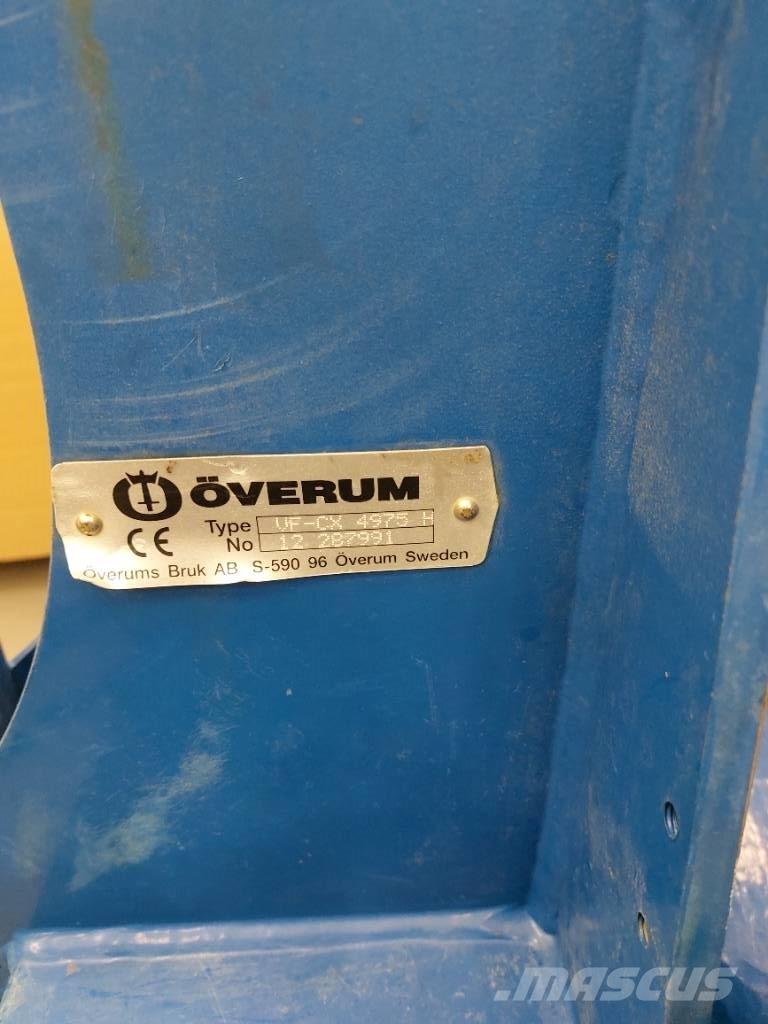 ÖVERUM
Type VF-CX 4975 H
CE No 12 287991
Överums Bruk AB S-590 96 Överum Sweden
MASCUS